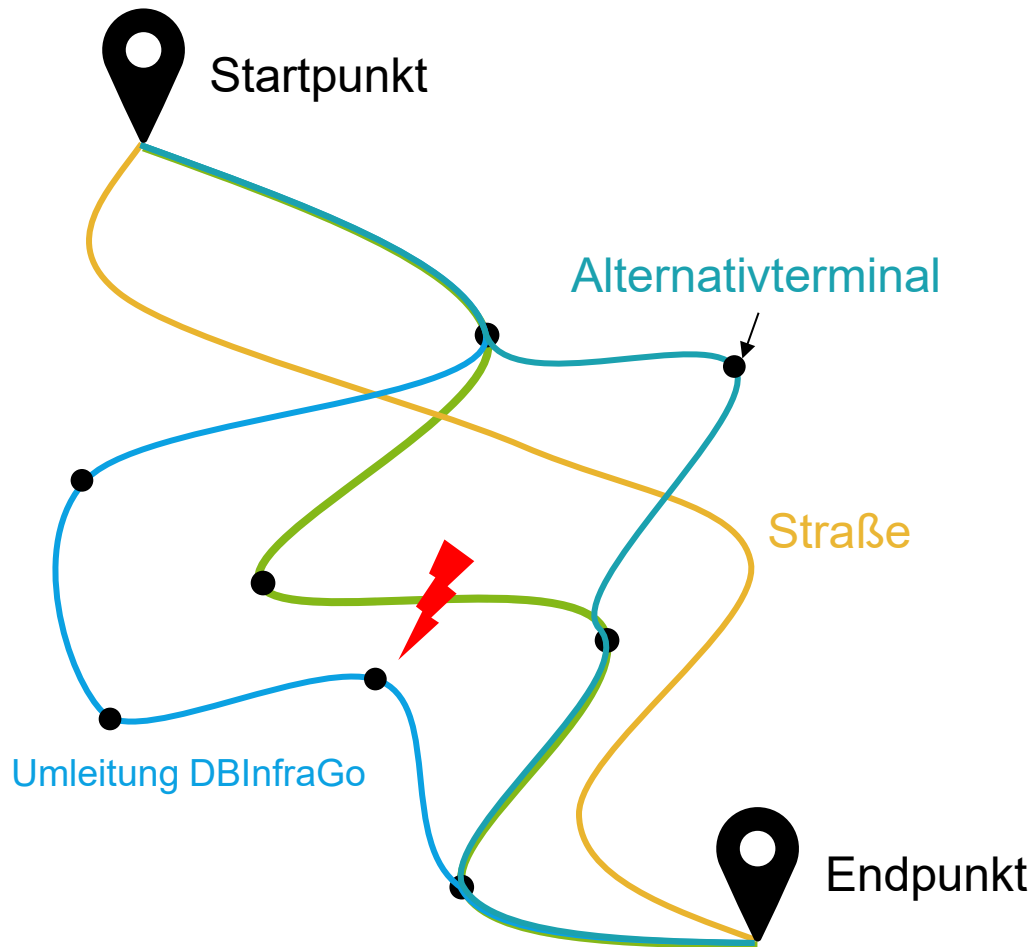 Startpunkt
Alternativterminal
Straße
Umleitung DBInfraGo
Endpunkt